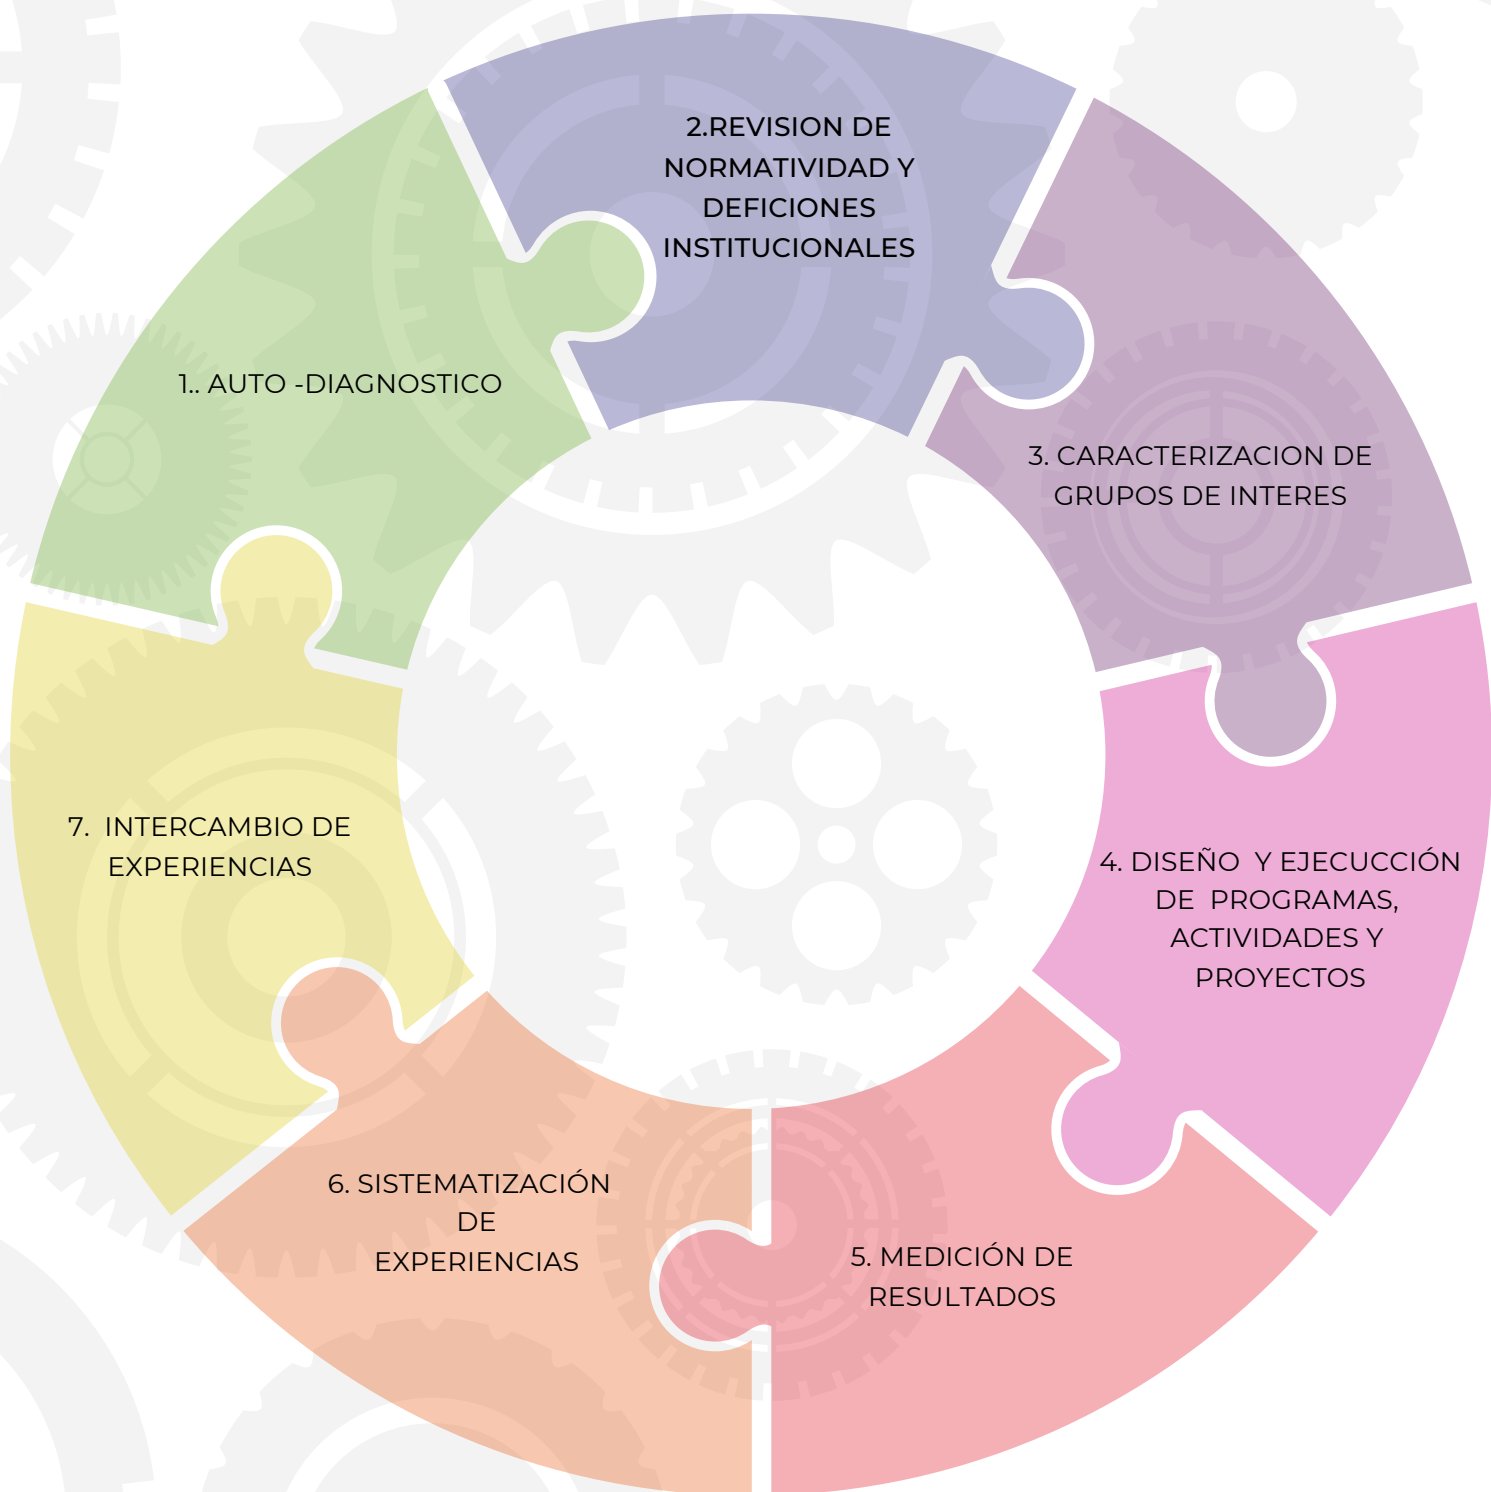 1.. AUTO -DIAGNOSTICO
2.REVISION DE
NORMATIVIDAD Y
DEFICIONES
INSTITUCIONALES
3. CARACTERIZACION DE
GRUPOS DE INTERES
4. DISEÑO Y EJECUCCIÓN
DE PROGRAMAS,
ACTIVIDADES Y
PROYECTOS
5. MEDICIÓN DE
RESULTADOS
6. SISTEMATIZACIÓN
DE
EXPERIENCIAS
7. INTERCAMBIO DE
EXPERIENCIAS